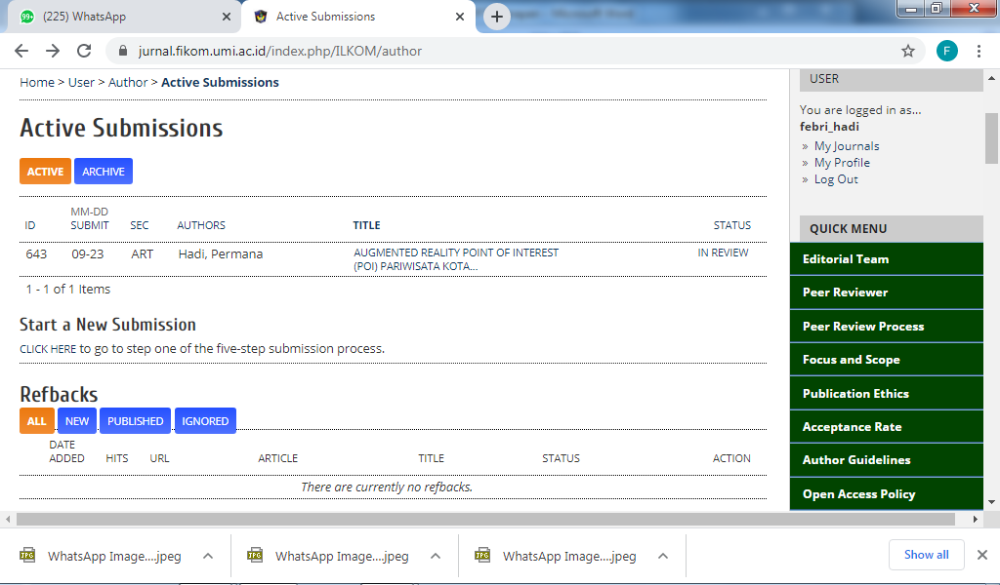 (225) WhatsApp
Active Submissions
jurnal.fikom.umi.ac.id/index.php/ILKOM/author
F
Home > User > Author > Active Submissions
Active Submissions
ACTIVE ARCHIVE
ID MM-DD SUBMIT SEC AUTHORS TITLE STATUS
643 09-23 ART Hadi, Permana AUGMENTED REALITY POINT OF INTEREST IN REVIEW
(POI) PARIWISATA KOTA...
1 - 1 of 1 Items
Start a New Submission
CLICK HERE to go to step one of the five-step submission process.
Refbacks
ALL NEW PUBLISHED IGNORED
DATE ADDED HITS URL ARTICLE TITLE STATUS ACTION
There are currently no refbacks.
USER
You are logged in as...
febri_hadi
» My Journals
» My Profile
» Log Out
QUICK MENU
Editorial Team
Peer Reviewer
Peer Review Process
Focus and Scope
Publication Ethics
Acceptance Rate
Author Guidelines
Open Access Policy
WhatsApp Image....jpeg
WhatsApp Image....jpeg
WhatsApp Image....jpeg
Show all